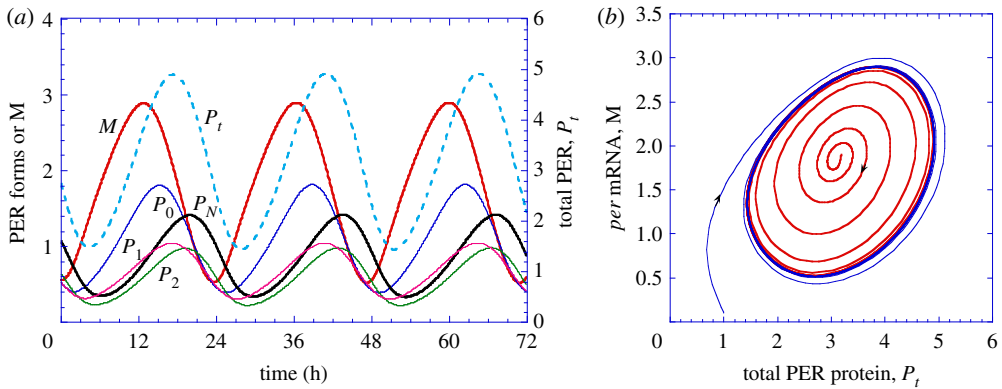 (a)
PER forms or M
4
3
2
1
0
M
P_t
P_0
P_N
P_1
P_2
6
5
4
3
2
1
0
total PER, P_t
12
24
36
48
60
72
time (h)
(b)
per mRNA, M
3.5
3.0
2.5
2.0
1.5
1.0
0.5
0
1
2
3
4
5
6
total PER protein, P_t